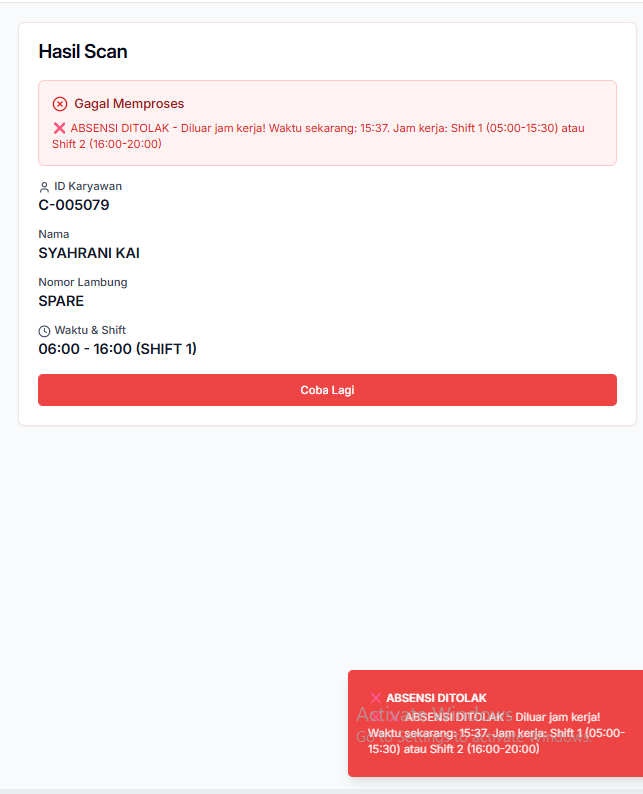 Hasil Scan
Gagal Memproses
❌ ABSENSI DITOLAK - Diluar jam kerja! Waktu sekarang: 15:37. Jam kerja: Shift 1 (05:00-15:30) atau
Shift 2 (16:00-20:00)
ID Karyawan
C-005079
Nama
SYAHRANI KAI
Nomor Lambung
SPARE
Waktu & Shift
06:00 - 16:00 (SHIFT 1)
Coba Lagi
❌ ABSENSI DITOLAK
❌ ❌ ABSENSI DITOLAK - Diluar jam kerja!
Waktu sekarang: 15:37. Jam kerja: Shift 1 (05:00-
15:30) atau Shift 2 (16:00-20:00)
Activate Windows
Go to Settings to activate Windows.